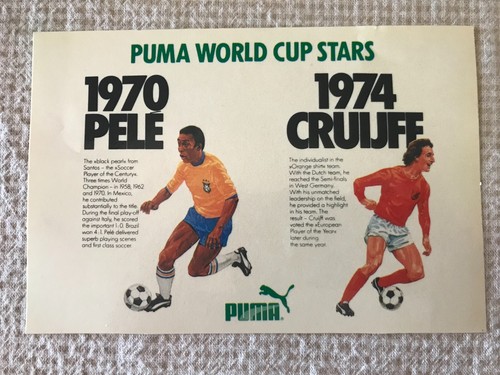 PUMA WORLD CUP STARS
1970
PELÉ
The »black pearl« from
Santos – the »Soccer
Player of the Century«.
Three times World
Champion – in 1958, 1962
and 1970. In Mexico,
he contributed
substantially to the title.
During the final play-off
against Italy, he scored
the important 1-0. Brazil
won 4:1. Pelé delivered
superb playing scenes
and first class soccer.
1974
CRUIJFF
The individualist in the
»Orange shirt« team.
With the Dutch team, he
reached the Semi-Finals
in West Germany.
With his unmatched
leadership on the field,
he provided a highlight
in his team. The
result – Cruijff was
voted the »European
Player of the Year«
later during
the same year.
PUMA